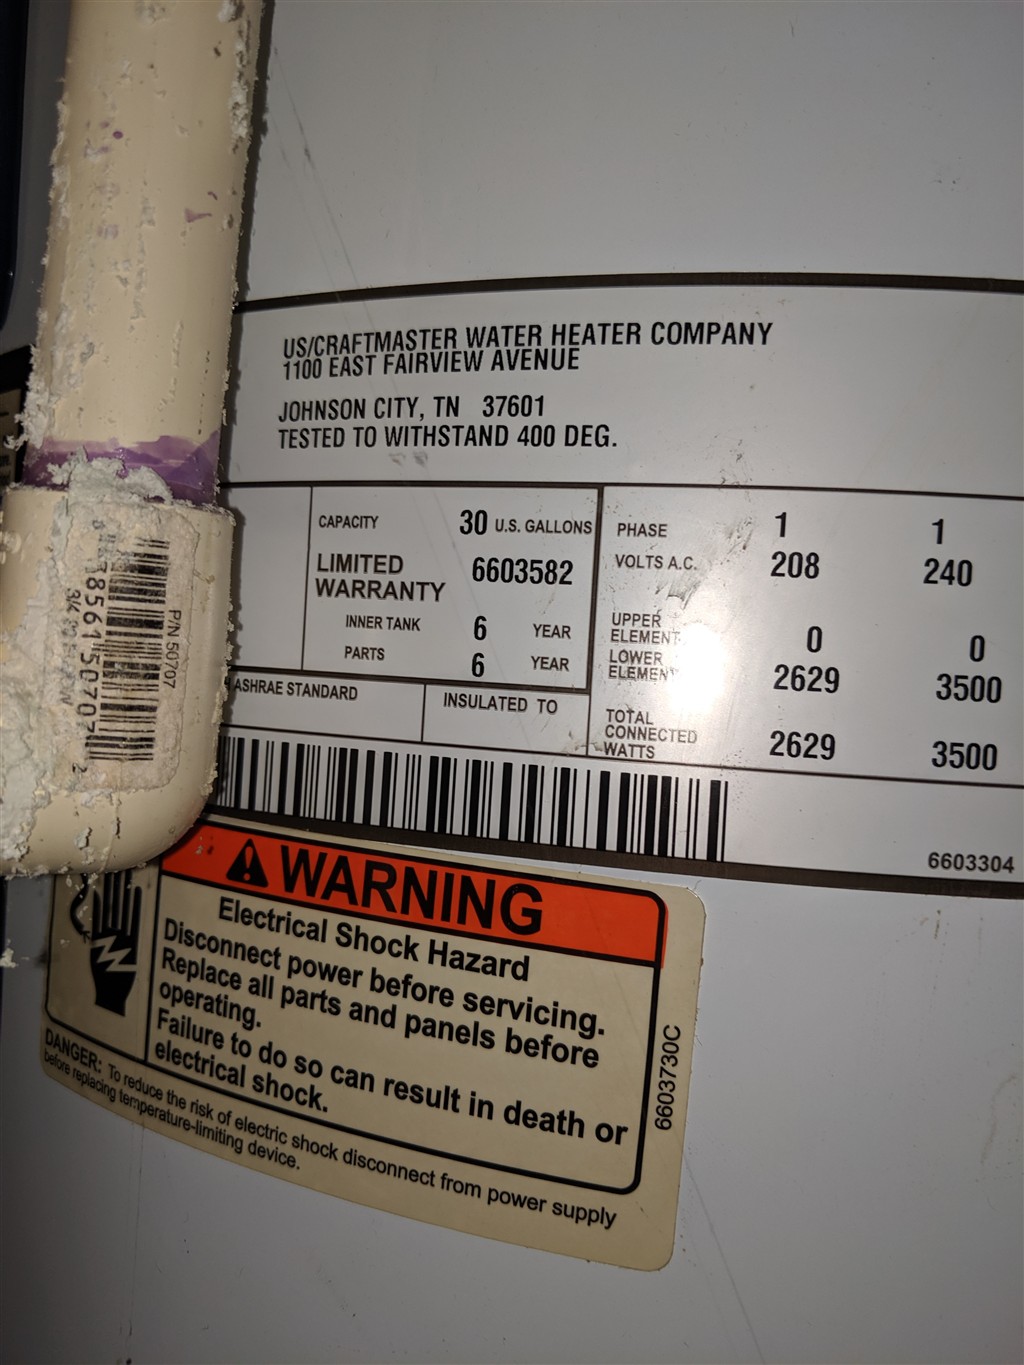 US/CRAFTMASTER WATER HEATER COMPANY
1100 EAST FAIRVIEW AVENUE
JOHNSON CITY, TN 37601
TESTED TO WITHSTAND 400 DEG.
CAPACITY 30 U.S. GALLONS
LIMITED
WARRANTY 6603582
INNER TANK 6 YEAR
PARTS 6 YEAR
PHASE 1 1
VOLTS A.C. 208 240
UPPER
ELEMENT 0 0
LOWER
ELEMENT 2629 3500
TOTAL
CONNECTED
WATTS 2629 3500
ASHRAE STANDARD
INSULATED TO
6603304
P/N 50707
WARNING
Electrical Shock Hazard
Disconnect power before servicing.
Replace all parts and panels before
operating.
Failure to do so can result in death or
electrical shock.
DANGER: To reduce the risk of electric shock disconnect from power supply
before replacing temperature-limiting device.
6603730C